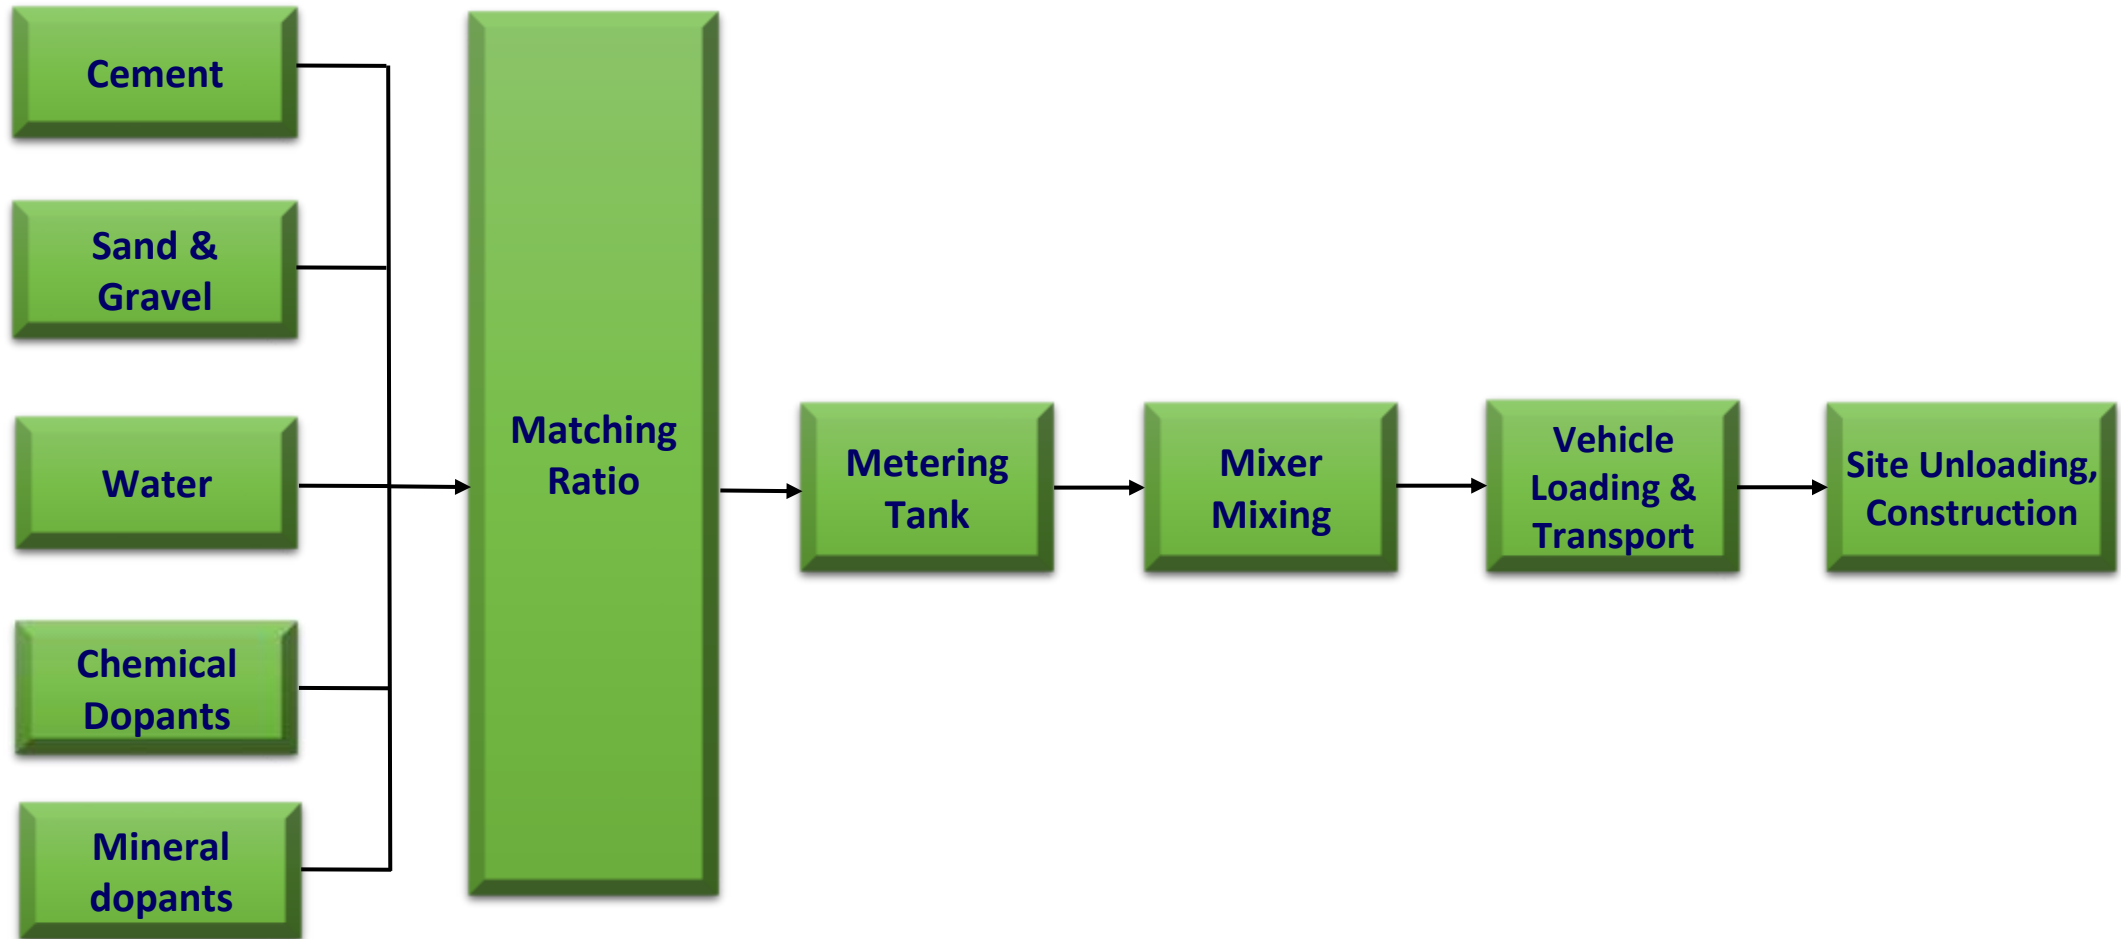 Cement
Sand &
Gravel
Water
Chemical
Dopants
Mineral
dopants
Matching
Ratio
Metering
Tank
Mixer
Mixing
Vehicle
Loading &
Transport
Site Unloading,
Construction